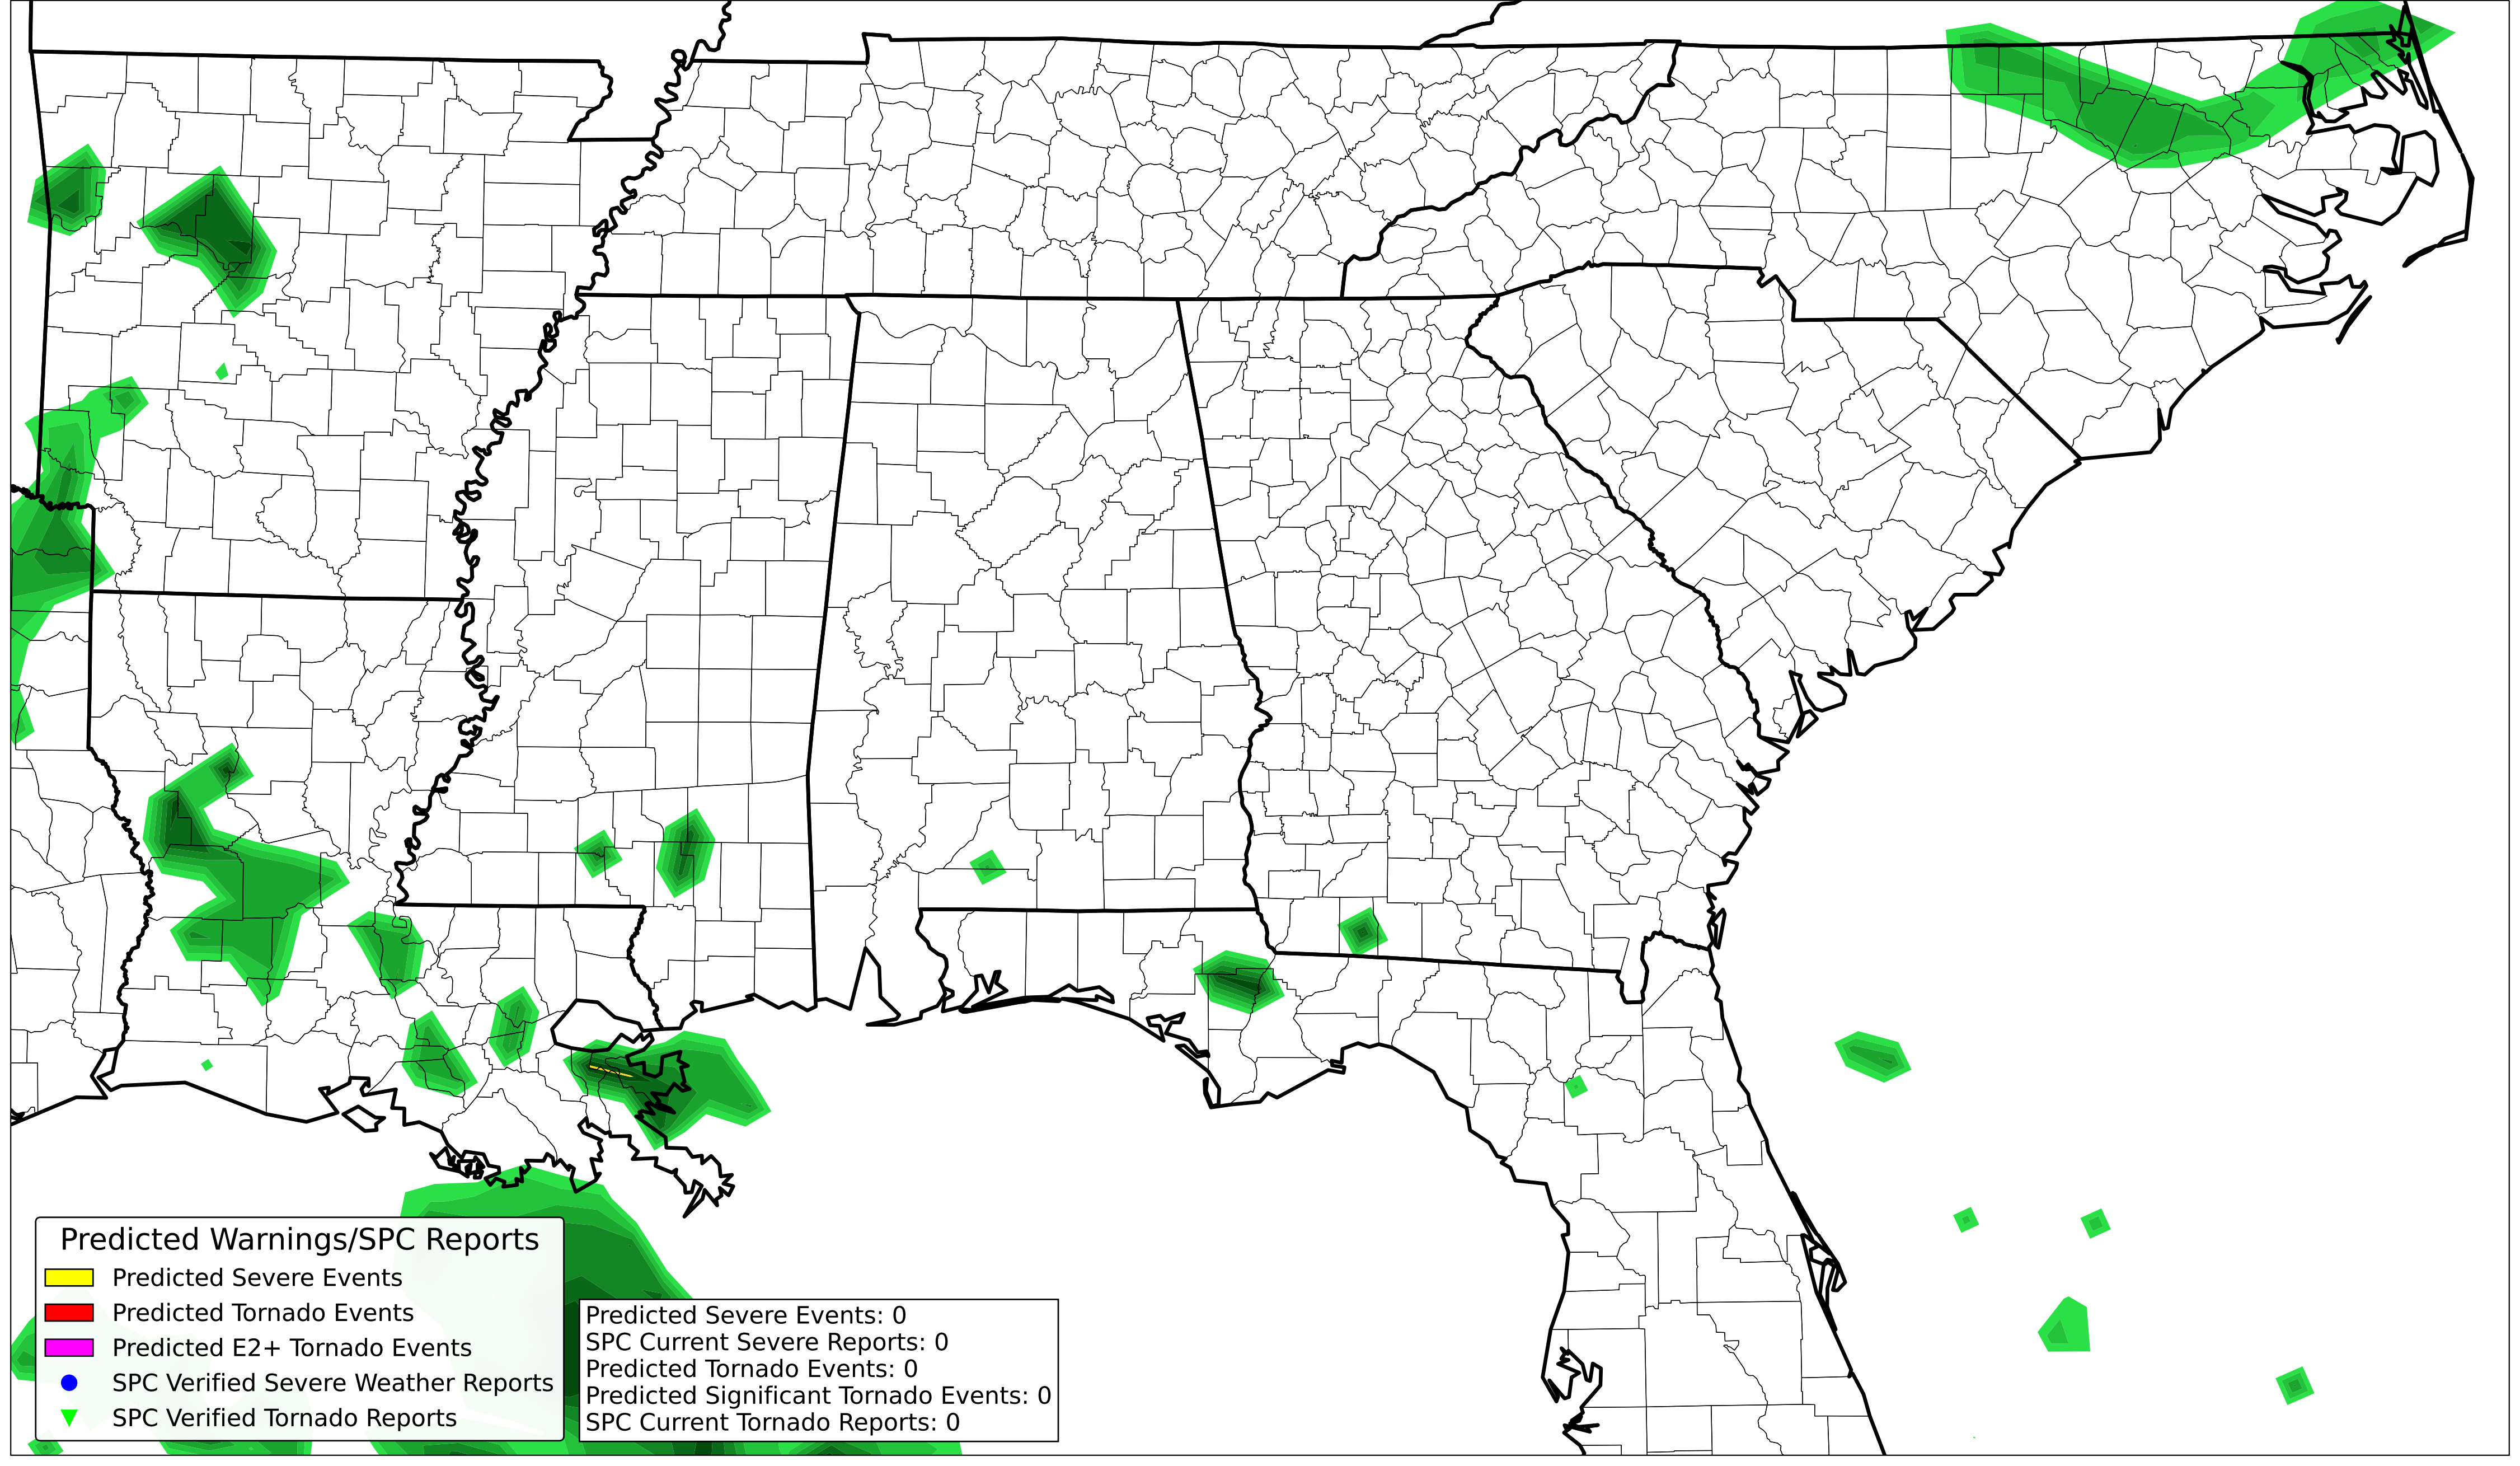 Predicted Warnings/SPC Reports
Predicted Severe Events
Predicted Tornado Events
Predicted E2+ Tornado Events
SPC Verified Severe Weather Reports
SPC Verified Tornado Reports
Predicted Severe Events: 0
SPC Current Severe Reports: 0
Predicted Tornado Events: 0
Predicted Significant Tornado Events: 0
SPC Current Tornado Reports: 0